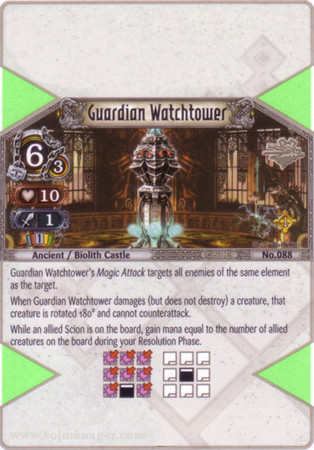 Guardian Watchtower
6
3
10
1
Ancient / Biolith Castle
No.088
Guardian Watchtower's Magic Attack targets all enemies of the same element
as the target.
When Guardian Watchtower damages (but does not destroy) a creature, that
creature is rotated 180° and cannot counterattack.
While an allied Scion is on the board, gain mana equal to the number of allied
creatures on the board during your Resolution Phase.
www.eojmanager.com